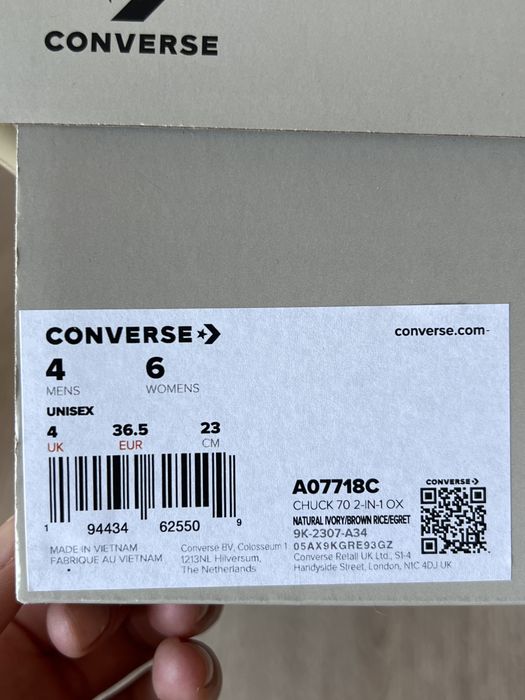 CONVERSE
CONVERSE
converse.com
4 6
MENS WOMENS
UNISEX
4 36.5 23
UK EUR CM
1 94434 62550 9
A07718C
CHUCK 70 2-IN-1 OX
NATURAL IVORY/BROWN RICE/EGRET
9K-2307-A34
05AX9KGRE93GZ
CONVERSE
MADE IN VIETNAM
FABRIQUE AU VIETNAM
Converse BV, Colosseum 1
1213NL Hilversum,
The Netherlands
Converse Retail UK Ltd., S1-4
Handyside Street, London, N1C 4DJ UK